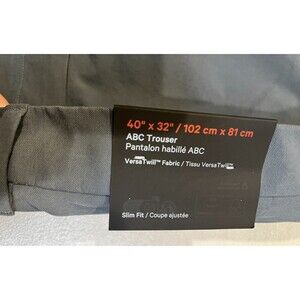 40" x 32" / 102 cm x 81 cm
ABC Trouser
Pantalon habillé ABC
VersaTwill™ Fabric / Tissu VersaTwill™
Slim Fit / Coupe ajustée